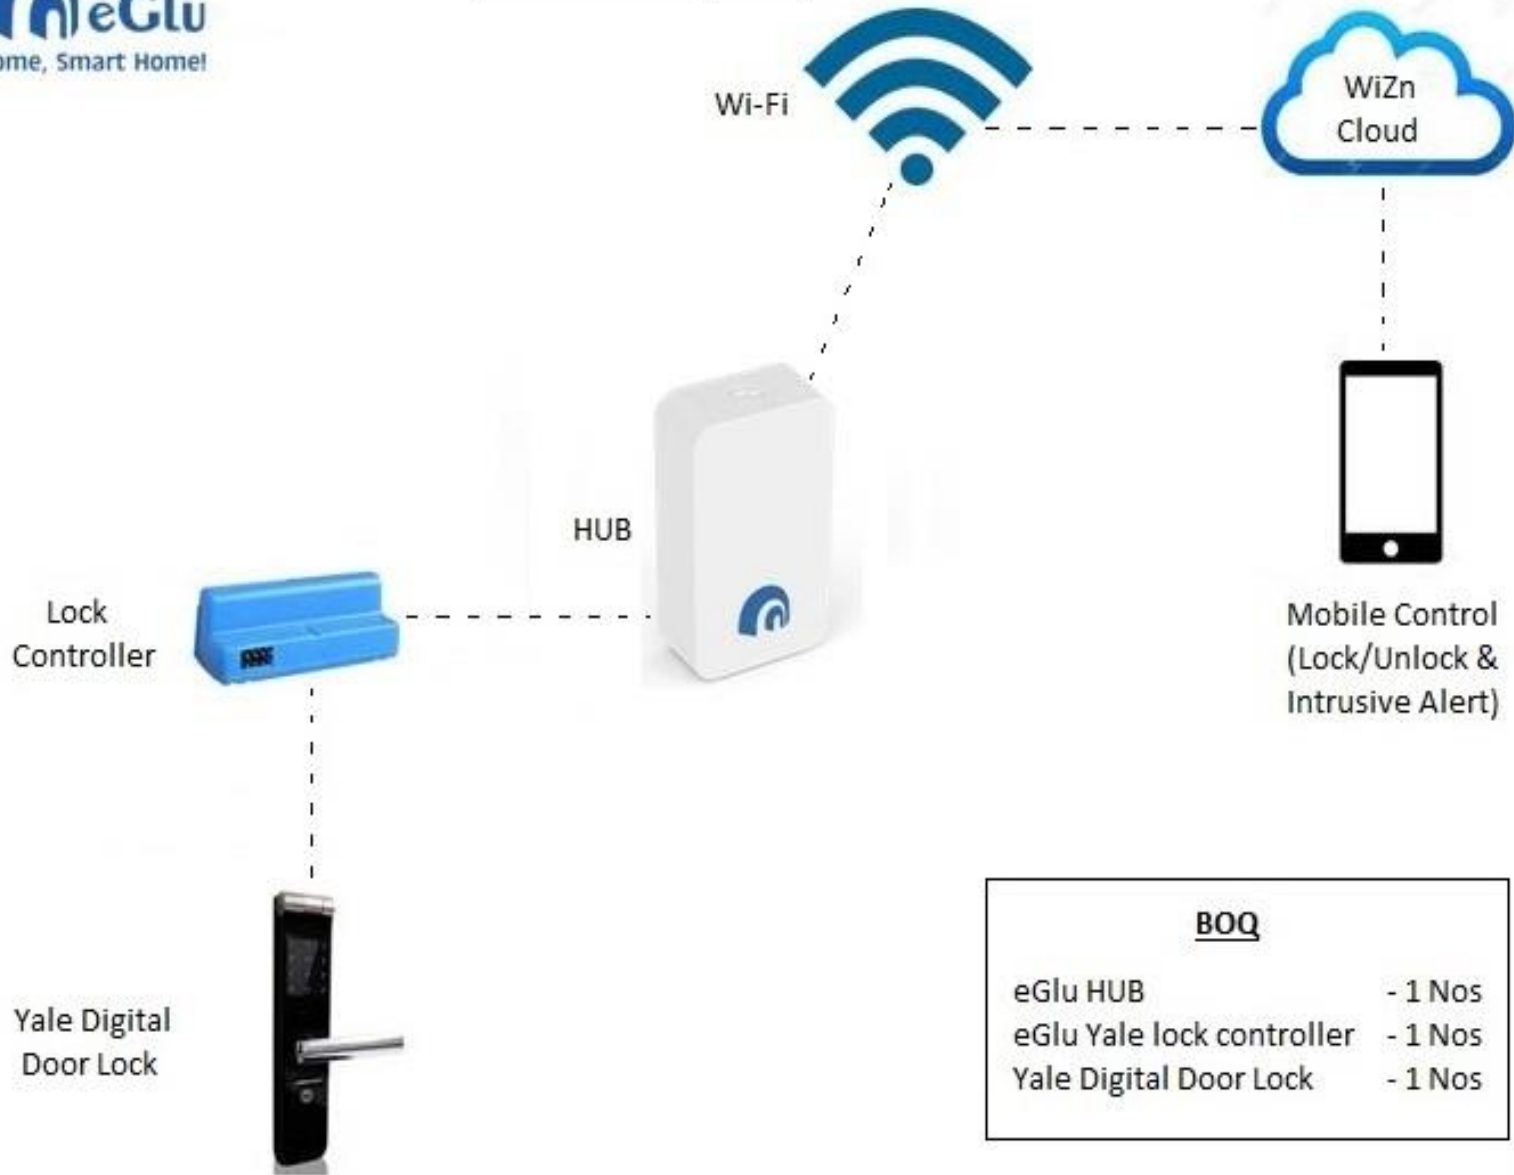 eGlu
ome, Smart Home!
Wi-Fi
WiZn
Cloud
HUB
Lock
Controller
Mobile Control
(Lock/Unlock &
Intrusive Alert)
Yale Digital
Door Lock
BOQ
eGlu HUB - 1 Nos
eGlu Yale lock controller - 1 Nos
Yale Digital Door Lock - 1 Nos